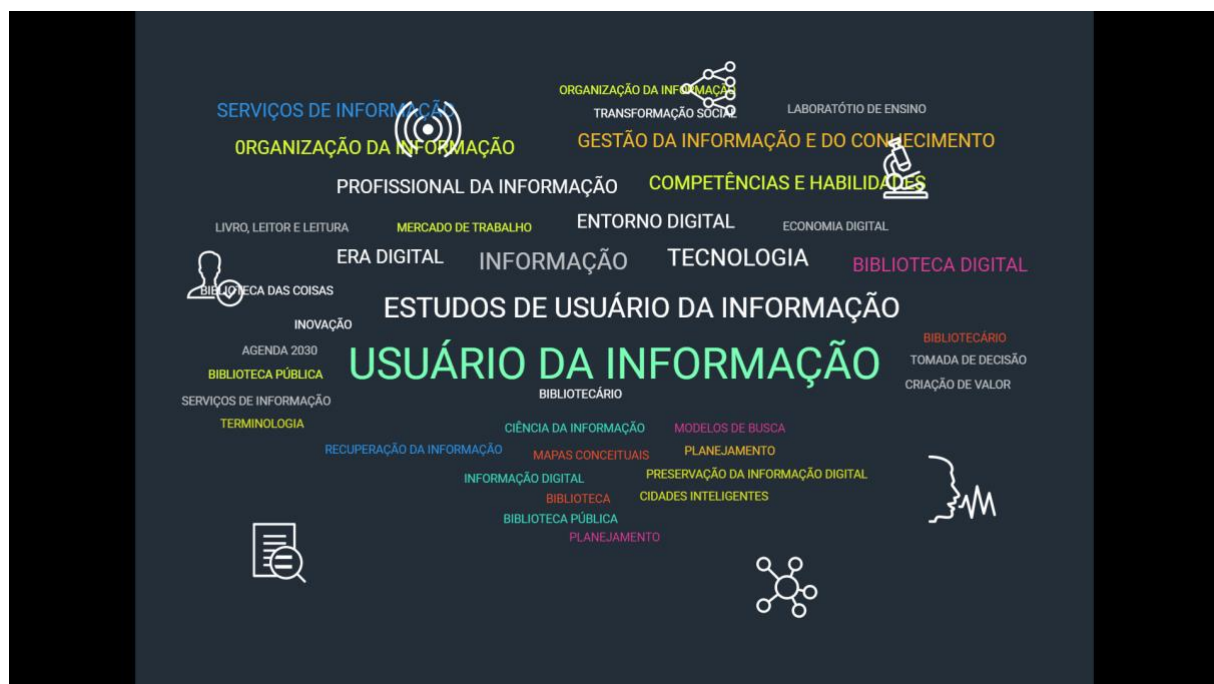 ORGANIZAÇÃO DA INFORMAÇÃO
SERVIÇOS DE INFORMAÇÃO
TRANSFORMAÇÃO SOCIAL
LABORATÓTIO DE ENSINO
0RGANIZAÇÃO DA INFORMAÇÃO
GESTÃO DA INFORMAÇÃO E DO CONHECIMENTO
PROFISSIONAL DA INFORMAÇÃO
COMPETÊNCIAS E HABILIDADES
LIVRO, LEITOR E LEITURA
MERCADO DE TRABALHO
ENTORNO DIGITAL
ECONOMIA DIGITAL
ERA DIGITAL
INFORMAÇÃO
TECNOLOGIA
BIBLIOTECA DIGITAL
BIBLIOTECA DAS COISAS
ESTUDOS DE USUÁRIO DA INFORMAÇÃO
INOVAÇÃO
BIBLIOTECÁRIO
AGENDA 2030
USUÁRIO DA INFORMAÇÃO
TOMADA DE DECISÃO
BIBLIOTECA PÚBLICA
CRIAÇÃO DE VALOR
BIBLIOTECÁRIO
SERVIÇOS DE INFORMAÇÃO
TERMINOLOGIA
CIÊNCIA DA INFORMAÇÃO
MODELOS DE BUSCA
RECUPERAÇÃO DA INFORMAÇÃO
MAPAS CONCEITUAIS
PLANEJAMENTO
INFORMAÇÃO DIGITAL
PRESERVAÇÃO DA INFORMAÇÃO DIGITAL
BIBLIOTECA
CIDADES INTELIGENTES
BIBLIOTECA PÚBLICA
PLANEJAMENTO